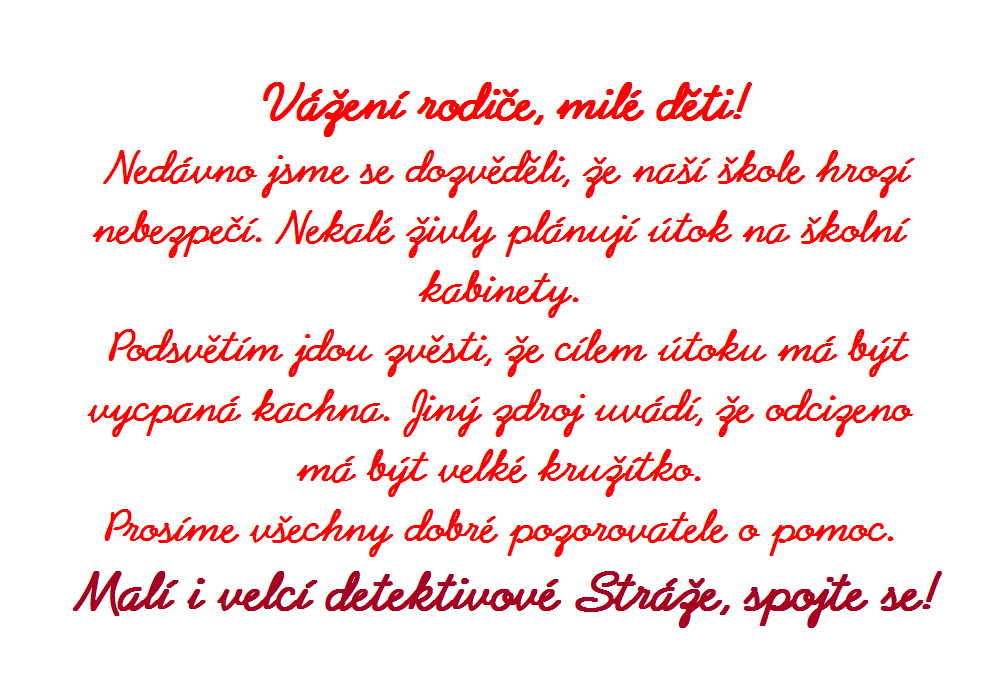 Vážení rodiče, milé děti!
Nedávno jsme se dozvěděli, že naší škole hrozí
nebezpečí. Nekalé živly plánují útok na školní
kabinety.
Podsvětím jdou zvěsti, že cílem útoku má být
vycpaná kachna. Jiný zdroj uvádí, že odcizeno
má být velké kružítko.
Prosíme všechny dobré pozorovatele o pomoc.
Malí i velcí detektivové Stráže, spojte se!